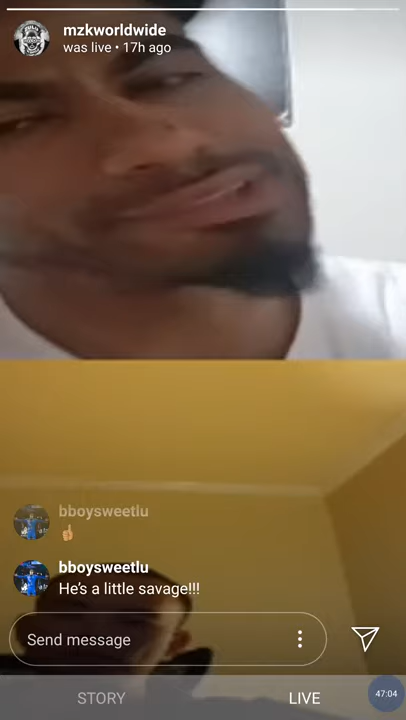 mzkworldwide
was live • 17h ago
bboysweetlu
👍🏽
bboysweetlu
He's a little savage!!!
Send message
STORY
LIVE
47:04